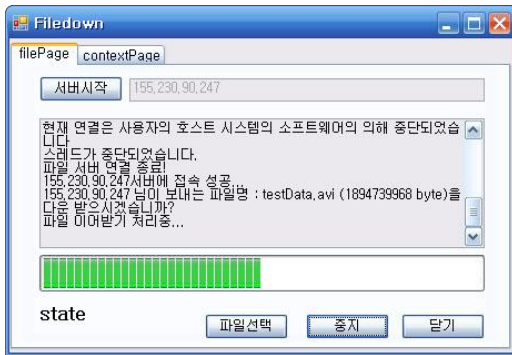 Filedown
filePage contextPage
서버시작 155,230,90,247
현재 연결은 사용자의 호스트 시스템의 소프트웨어의 의해 중단되었습
니다
스레드가 중단되었습니다.
파일 서버 연결 종료!
155,230,90,247서버에 접속 성공,
155,230,90,247 님이 보내는 파일명 : testData,avi (1894739968 byte)을
다운 받으시겠습니까?
파일 이어받기 처리중...
state
파일선택 중지 닫기